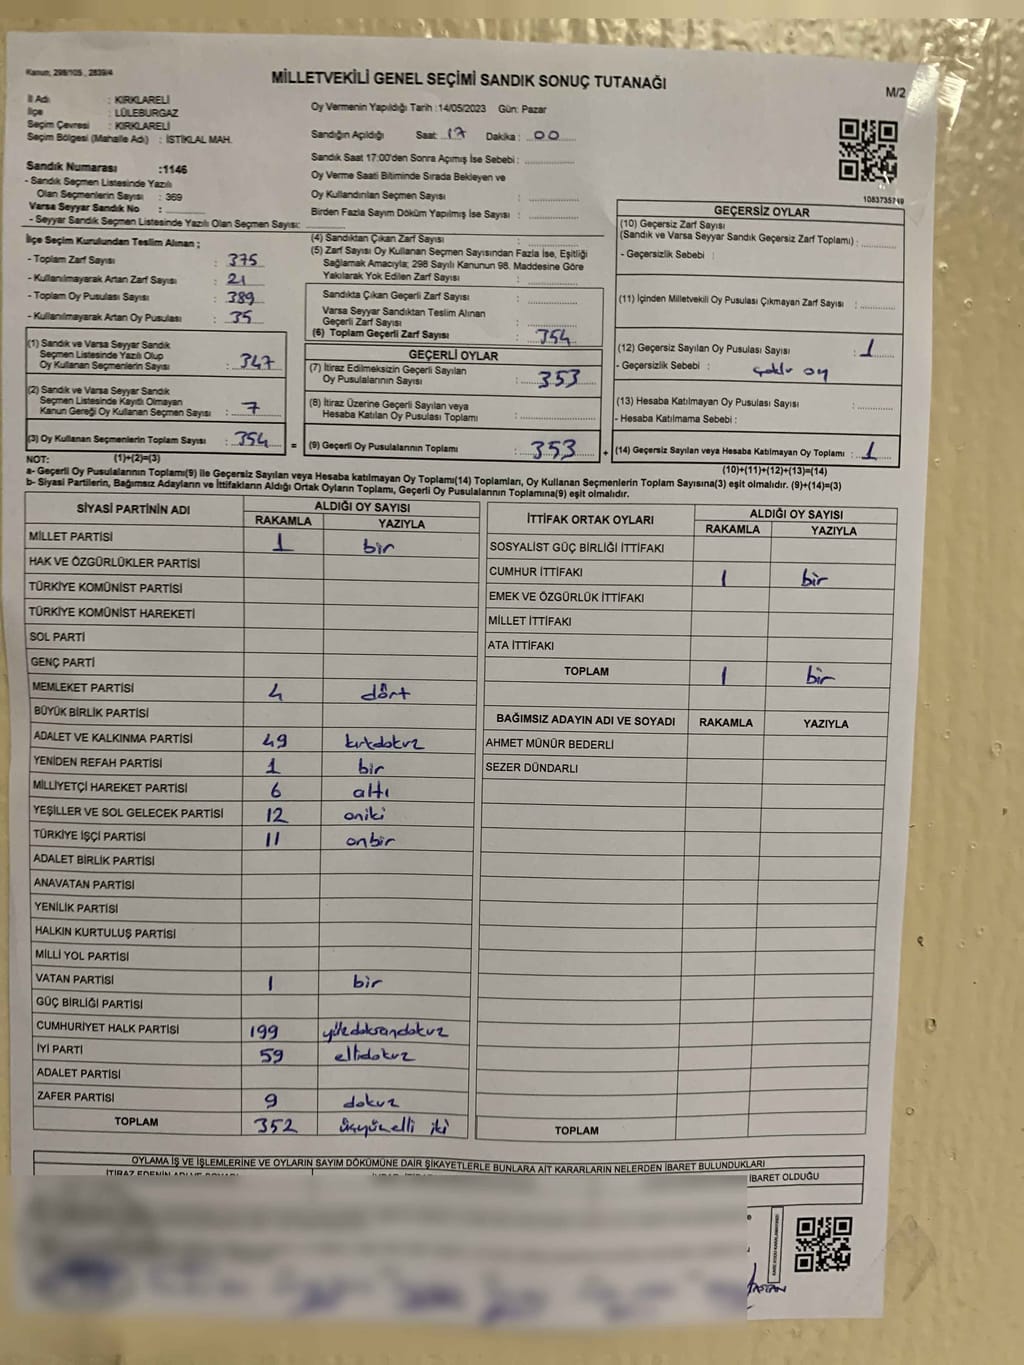 Kanun; 298/105 , 2839/4
MİLLETVEKİLİ GENEL SEÇİMİ SANDIK SONUÇ TUTANAĞI
M/2
İl Adı : KIRKLARELİ
İlçe : LÜLEBURGAZ
Seçim Çevresi : KIRKLARELİ
Seçim Bölgesi (Mahalle Adı) : İSTİKLAL MAH.
Oy Vermenin Yapıldığı Tarih :14/05/2023 Gün: Pazar
Sandığın Açıldığı Saat: 17 Dakika : 00
Sandık Saat 17:00'den Sonra Açımış İse Sebebi :
Oy Verme Saati Bitiminde Sırada Bekleyen ve
Oy Kullandırılan Seçmen Sayısı :
Birden Fazla Sayım Döküm Yapılmış İse Sayısı :
1083735719
Sandık Numarası :1146
- Sandık Seçmen Listesinde Yazılı
Olan Seçmenlerin Sayısı : 369
Varsa Seyyar Sandık No :
- Seyyar Sandık Seçmen Listesinde Yazılı Olan Seçmen Sayısı:
İlçe Seçim Kurulundan Teslim Alınan ;
- Toplam Zarf Sayısı : 375
- Kullanılmayarak Artan Zarf Sayısı : 21
- Toplam Oy Pusulası Sayısı : 389
- Kullanılmayarak Artan Oy Pusulası : 35
(1) Sandık ve Varsa Seyyar Sandık
Seçmen Listesinde Yazılı Olup
Oy Kullanan Seçmenlerin Sayısı : 347
(2) Sandık ve Varsa Seyyar Sandık
Seçmen Listesinde Kayıtlı Olmayan
Kanun Gereği Oy Kullanan Seçmen Sayısı : 7
(3) Oy Kullanan Seçmenlerin Toplam Sayısı : 354
NOT: (1)+(2)=(3)
(4) Sandıktan Çıkan Zarf Sayısı :
(5) Zarf Sayısı Oy Kullanan Seçmen Sayısından Fazla İse, Eşitliği
Sağlamak Amacıyla; 298 Sayılı Kanunun 98. Maddesine Göre
Yakılarak Yok Edilen Zarf Sayısı :
Sandıkta Çıkan Geçerli Zarf Sayısı :
Varsa Seyyar Sandıktan Teslim Alınan
Geçerli Zarf Sayısı :
(6) Toplam Geçerli Zarf Sayısı : 354
GEÇERLİ OYLAR
(7) İtiraz Edilmeksizin Geçerli Sayılan
Oy Pusulalarının Sayısı : 353
(8) İtiraz Üzerine Geçerli Sayılan veya
Hesaba Katılan Oy Pusulası Toplamı :
= (9) Geçerli Oy Pusulalarının Toplamı : 353 +
GEÇERSİZ OYLAR
(10) Geçersiz Zarf Sayısı
(Sandık ve Varsa Seyyar Sandık Geçersiz Zarf Toplamı) :
- Geçersizlik Sebebi :
(11) İçinden Milletvekili Oy Pusulası Çıkmayan Zarf Sayısı :
(12) Geçersiz Sayılan Oy Pusulası Sayısı : 1
- Geçersizlik Sebebi : çoklu oy
(13) Hesaba Katılmayan Oy Pusulası Sayısı :
- Hesaba Katılmama Sebebi :
(14) Geçersiz Sayılan veya Hesaba Katılmayan Oy Toplamı : 1
(10)+(11)+(12)+(13)=(14)
a- Geçerli Oy Pusulalarının Toplamı(9) ile Geçersiz Sayılan veya Hesaba katılmayan Oy Toplamı(14) Toplamları, Oy Kullanan Seçmenlerin Toplam Sayısına(3) eşit olmalıdır. (9)+(14)=(3)
b- Siyasi Partilerin, Bağımsız Adayların ve İttifakların Aldığı Ortak Oyların Toplamı, Geçerli Oy Pusulalarının Toplamına(9) eşit olmalıdır.
SİYASİ PARTİNİN ADI ALDIĞI OY SAYISI
RAKAMLA YAZIYLA
MİLLET PARTİSİ 1 bir
HAK VE ÖZGÜRLÜKLER PARTİSİ
TÜRKİYE KOMÜNİST PARTİSİ
TÜRKİYE KOMÜNİST HAREKETİ
SOL PARTİ
GENÇ PARTİ
MEMLEKET PARTİSİ 4 dört
BÜYÜK BİRLİK PARTİSİ
ADALET VE KALKINMA PARTİSİ 49 kırkdokuz
YENİDEN REFAH PARTİSİ 1 bir
MİLLİYETÇİ HAREKET PARTİSİ 6 altı
YEŞİLLER VE SOL GELECEK PARTİSİ 12 oniki
TÜRKİYE İŞÇİ PARTİSİ 11 onbir
ADALET BİRLİK PARTİSİ
ANAVATAN PARTİSİ
YENİLİK PARTİSİ
HALKIN KURTULUŞ PARTİSİ
MİLLİ YOL PARTİSİ
VATAN PARTİSİ 1 bir
GÜÇ BİRLİĞİ PARTİSİ
CUMHURİYET HALK PARTİSİ 199 yüzdoksandokuz
İYİ PARTİ 59 ellidokuz
ADALET PARTİSİ
ZAFER PARTİSİ 9 dokuz
TOPLAM 352 üçyüzelli iki
İTTİFAK ORTAK OYLARI ALDIĞI OY SAYISI
RAKAMLA YAZIYLA
SOSYALİST GÜÇ BİRLİĞİ İTTİFAKI
CUMHUR İTTİFAKI 1 bir
EMEK VE ÖZGÜRLÜK İTTİFAKI
MİLLET İTTİFAKI
ATA İTTİFAKI
TOPLAM 1 bir
BAĞIMSIZ ADAYIN ADI VE SOYADI RAKAMLA YAZIYLA
AHMET MÜNÜR BEDERLİ
SEZER DÜNDARLI
TOPLAM
OYLAMA İŞ VE İŞLEMLERİNE VE OYLARIN SAYIM DÖKÜMÜNE DAİR ŞİKAYETLERLE BUNLARA AİT KARARLARIN NELERDEN İBARET BULUNDUKLARI
İTİRAZ EDENİN ADI
İBARET OLDUĞU